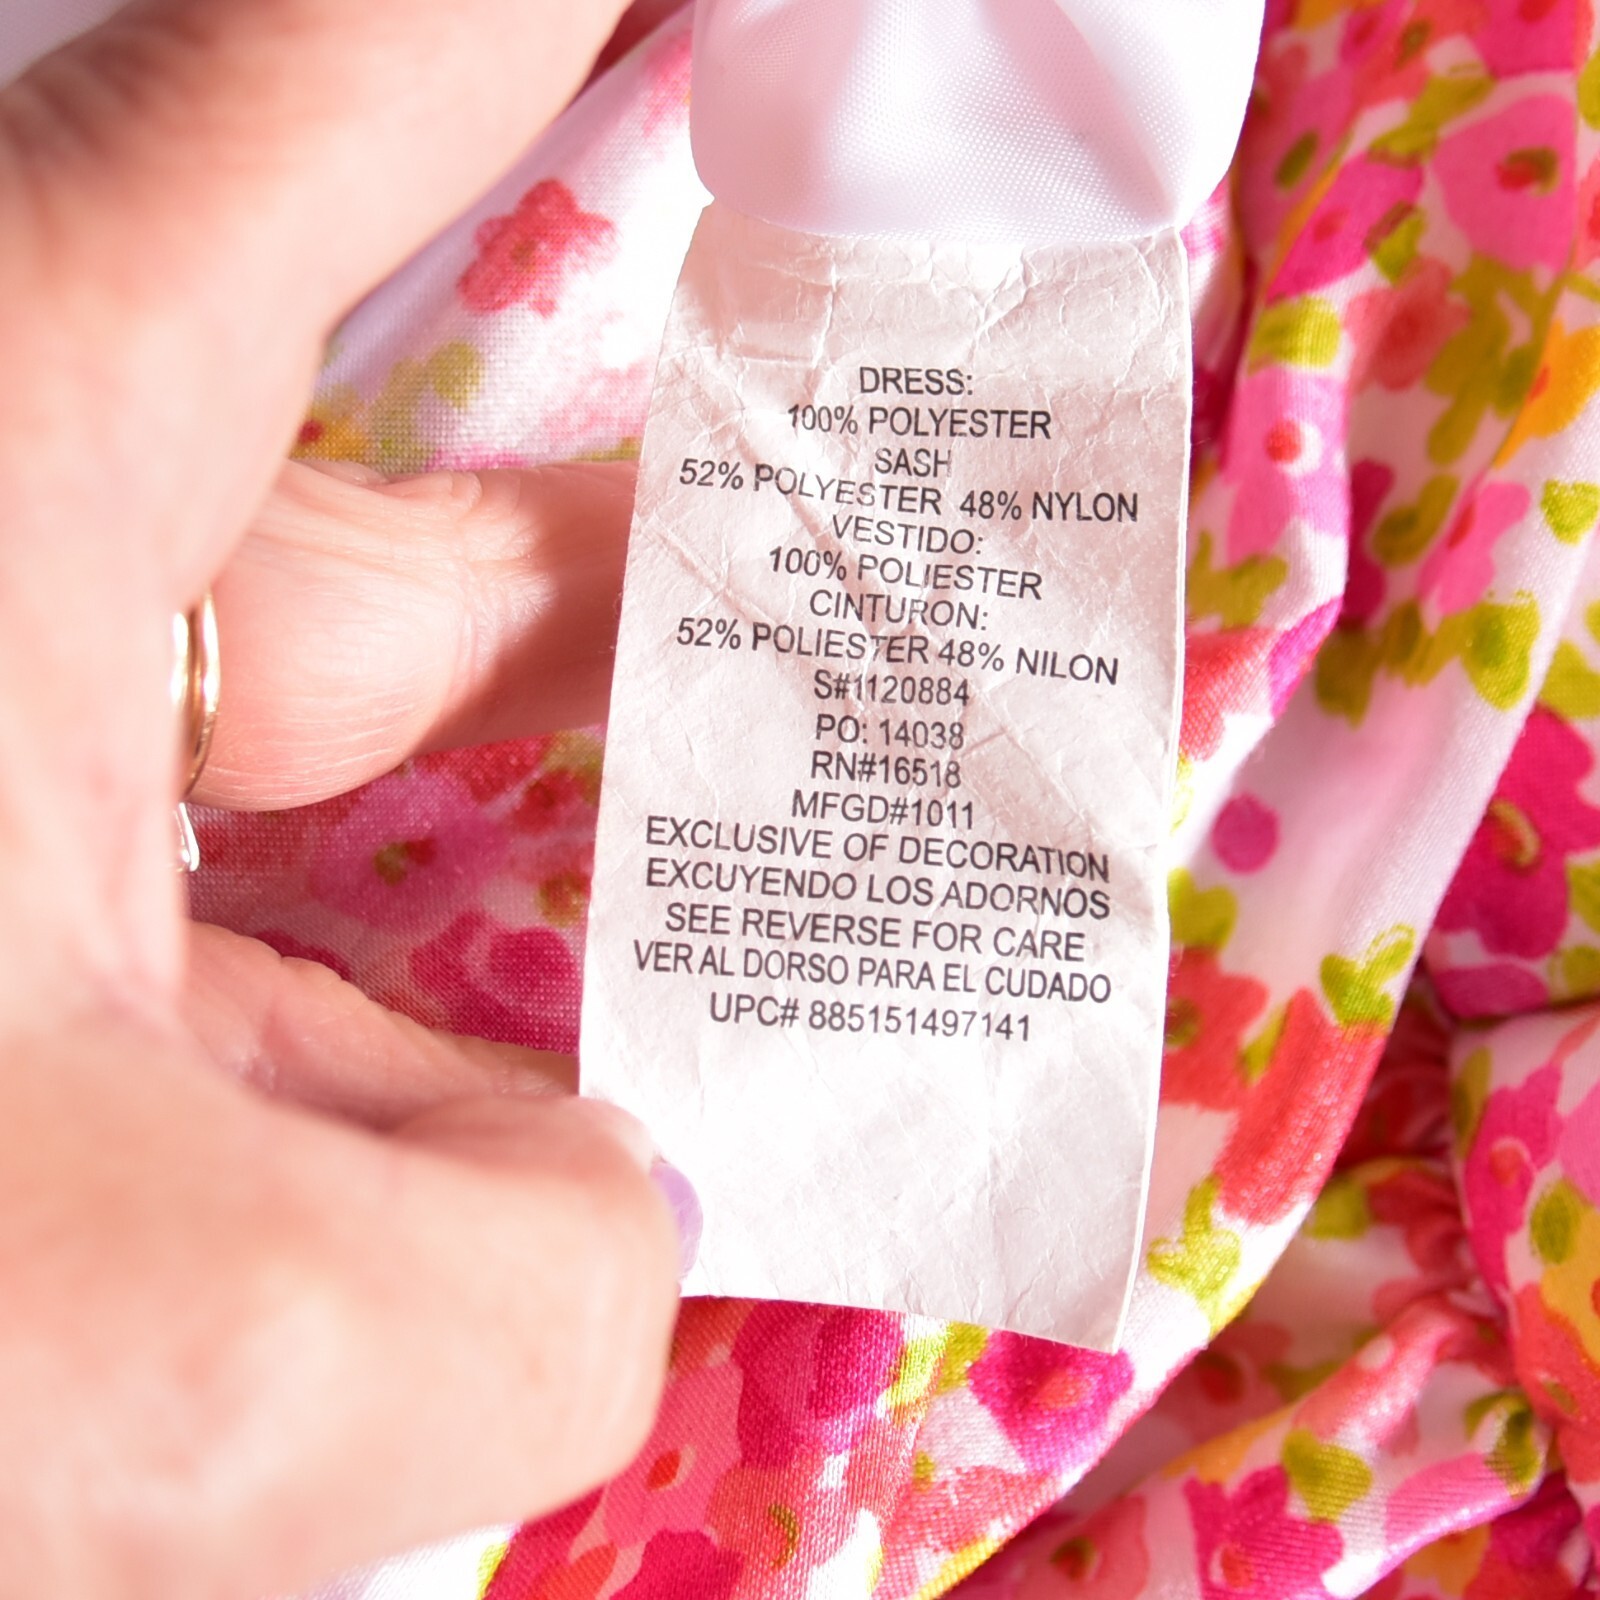 DRESS:
100% POLYESTER
SASH
52% POLYESTER 48% NYLON
VESTIDO:
100% POLIESTER
CINTURON:
52% POLIESTER 48% NILON
S#1120884
PO: 14038
RN#16518
MFGD#1011
EXCLUSIVE OF DECORATION
EXCUYENDO LOS ADORNOS
SEE REVERSE FOR CARE
VER AL DORSO PARA EL CUDADO
UPC# 885151497141